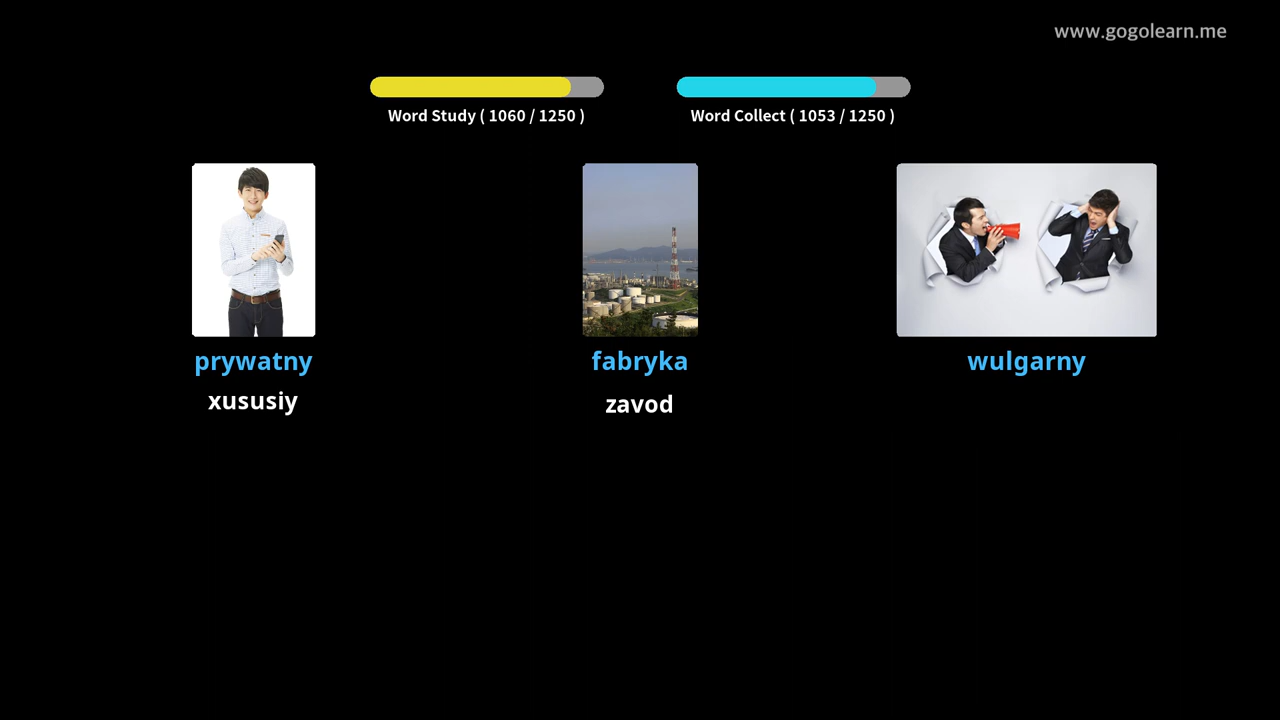 www.gogolearn.me
Word Study ( 1060 / 1250 )
Word Collect ( 1053 / 1250 )
prywatny
fabryka
wulgarny
xususiy
zavod